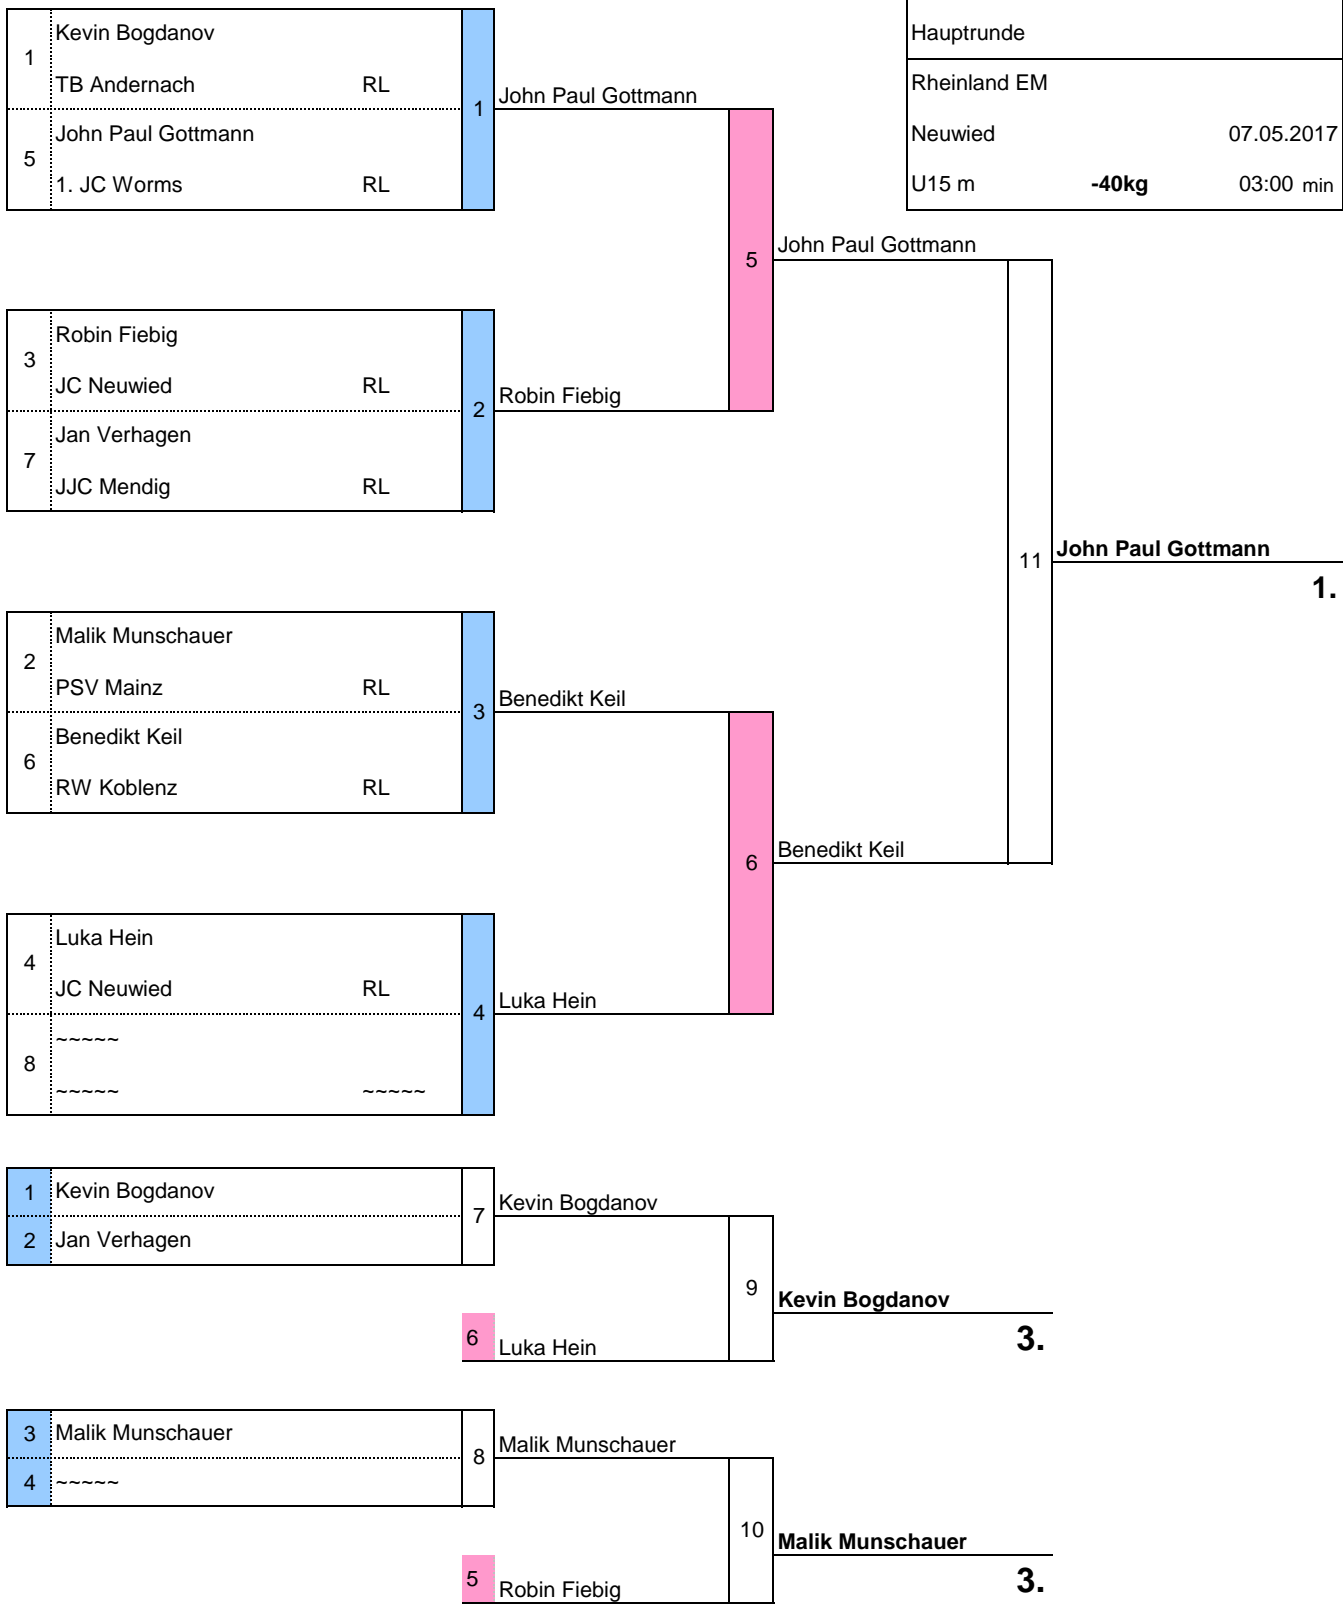 Hauptrunde
Rheinland EM
Neuwied 07.05.2017
U15 m -40kg 03:00 min
1 Kevin Bogdanov
TB Andernach RL
5 John Paul Gottmann
1. JC Worms RL
1 John Paul Gottmann
3 Robin Fiebig
JC Neuwied RL
7 Jan Verhagen
JJC Mendig RL
2 Robin Fiebig
5 John Paul Gottmann
2 Malik Munschauer
PSV Mainz RL
6 Benedikt Keil
RW Koblenz RL
3 Benedikt Keil
4 Luka Hein
JC Neuwied RL
8 ~~~~~
~~~~~ ~~~~~
4 Luka Hein
6 Benedikt Keil
11 John Paul Gottmann
1.
1 Kevin Bogdanov
2 Jan Verhagen
7 Kevin Bogdanov
6 Luka Hein
9 Kevin Bogdanov
3.
3 Malik Munschauer
4 ~~~~~
8 Malik Munschauer
5 Robin Fiebig
10 Malik Munschauer
3.